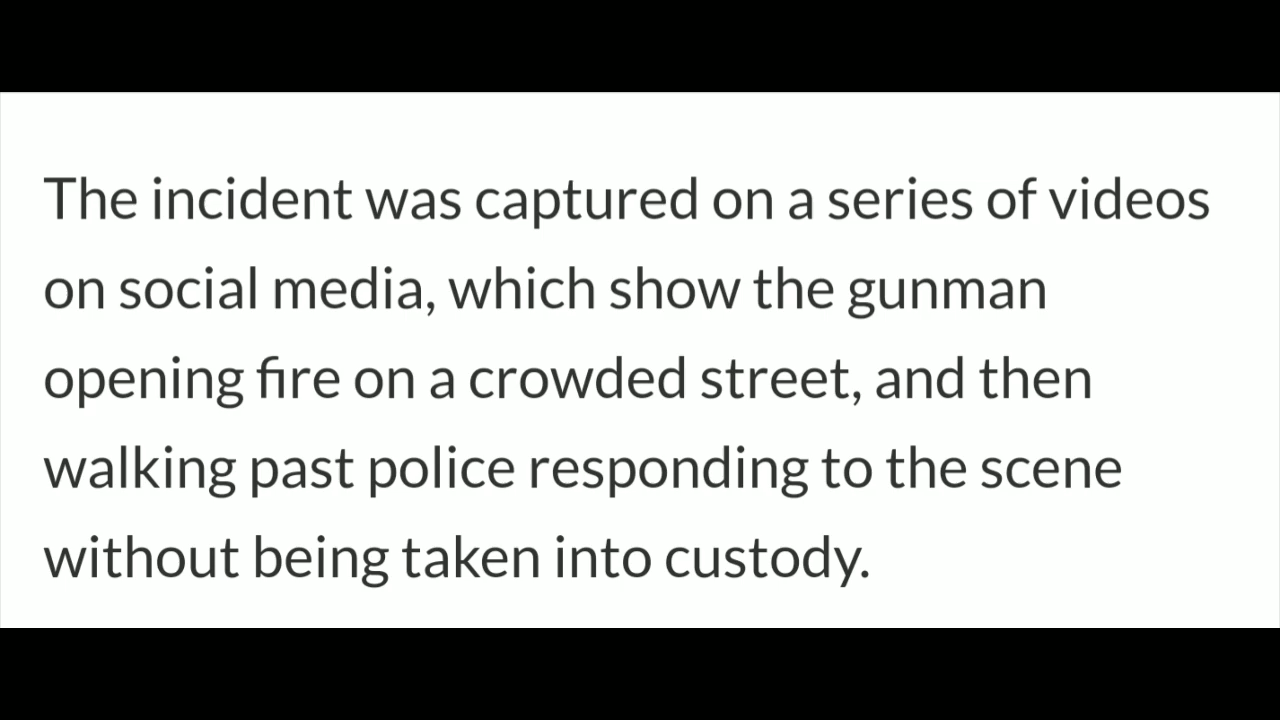 The incident was captured on a series of videos
on social media, which show the gunman
opening fire on a crowded street, and then
walking past police responding to the scene
without being taken into custody.